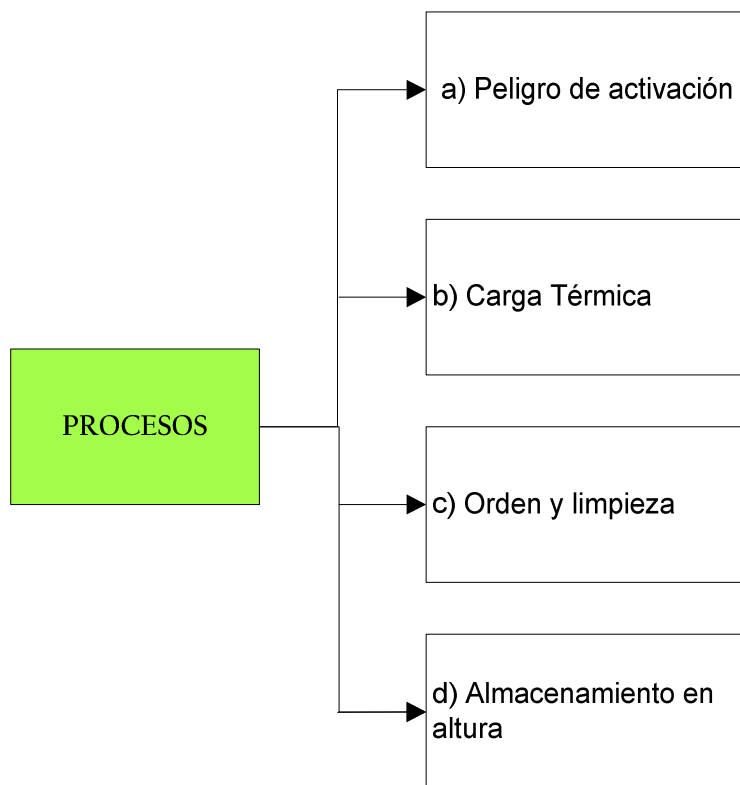 a) Peligro de activación
b) Carga Térmica
PROCESOS
c) Orden y limpieza
d) Almacenamiento en
altura